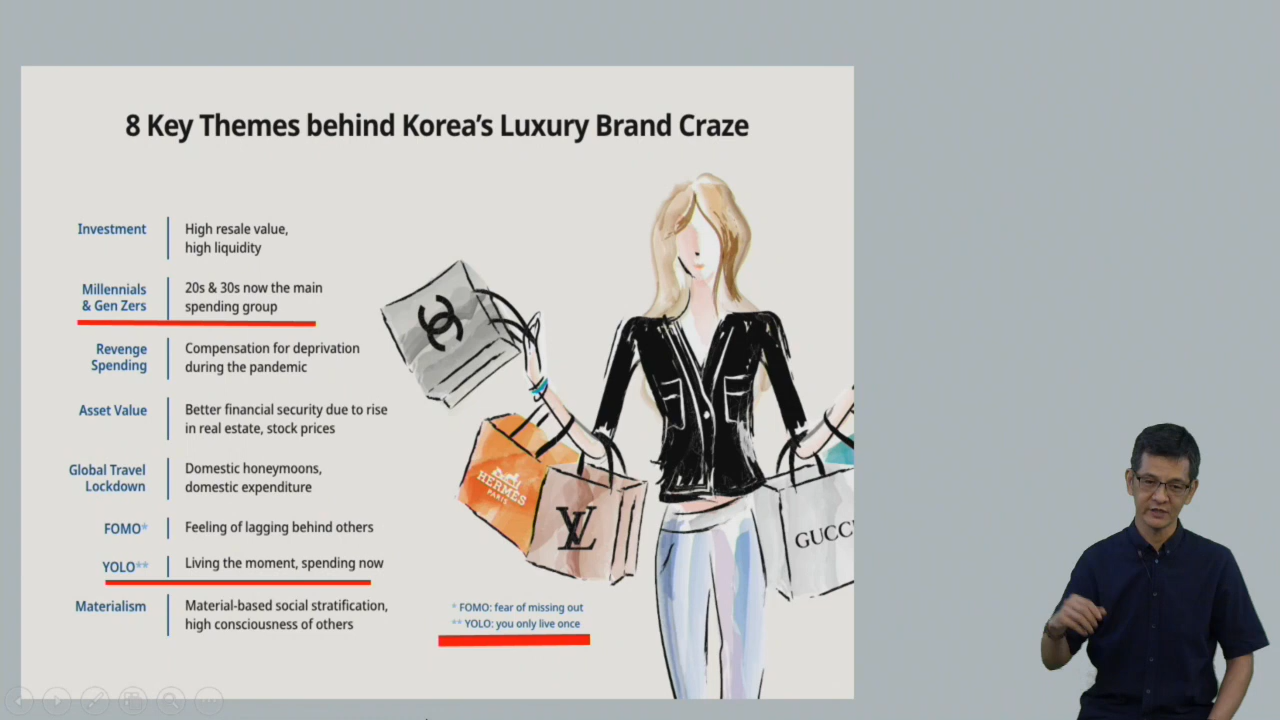 8 Key Themes behind Korea's Luxury Brand Craze
Investment
High resale value,
high liquidity
Millennials
& Gen Zers
20s & 30s now the main
spending group
Revenge
Spending
Compensation for deprivation
during the pandemic
Asset Value
Better financial security due to rise
in real estate, stock prices
Global Travel
Lockdown
Domestic honeymoons,
domestic expenditure
FOMO*
Feeling of lagging behind others
YOLO**
Living the moment, spending now
Materialism
Material-based social stratification,
high consciousness of others
* FOMO: fear of missing out
** YOLO: you only live once
HERMES
PARIS
LV
GUCC